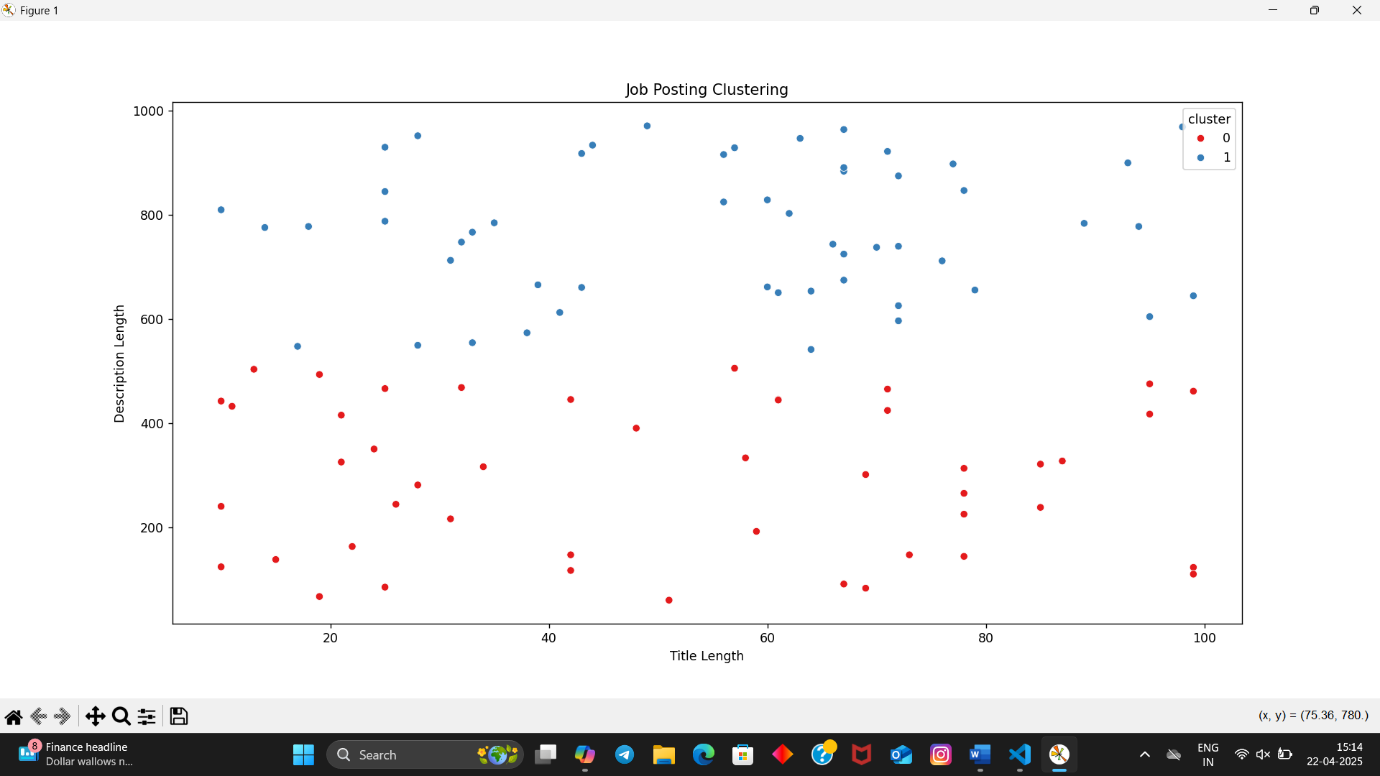 Figure 1
Job Posting Clustering
1000
800
600
400
200
Description Length
cluster
0
1
20 40 60 80 100
Title Length
(x, y) = (75.36, 780.)
8
Finance headline
Dollar wallows n...
Search
W
ENG
IN
15:14
22-04-2025